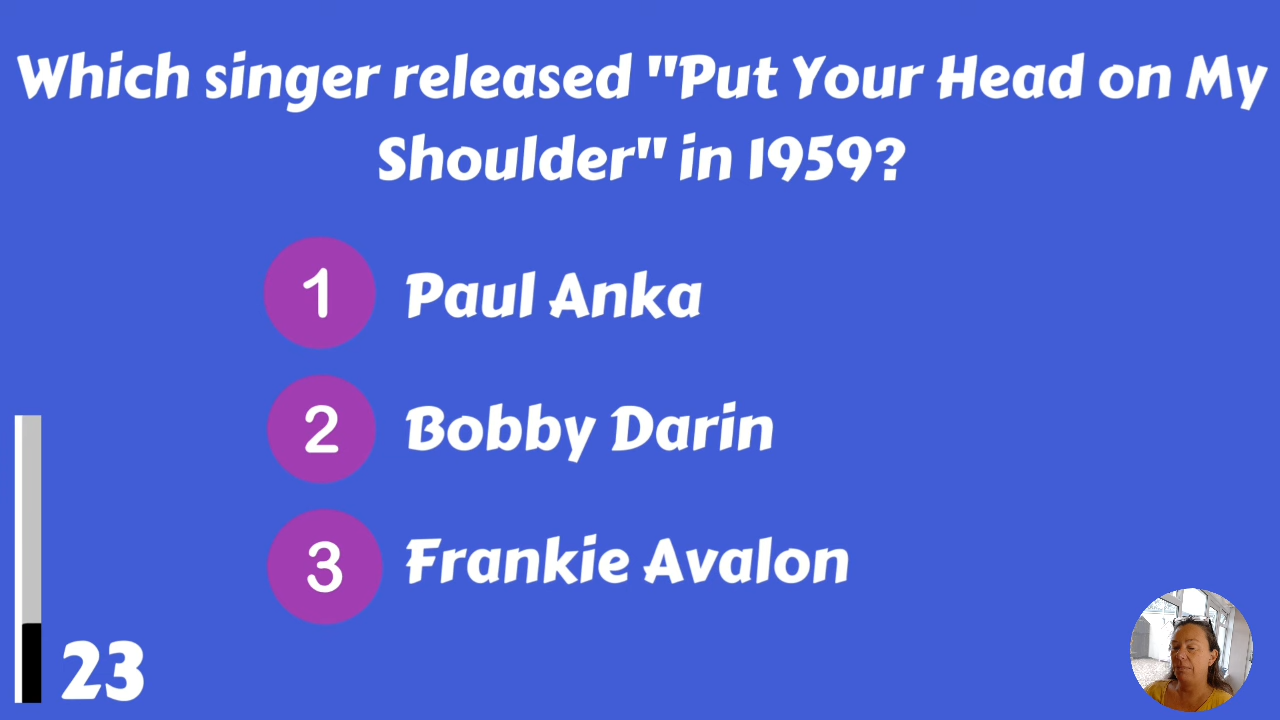 Which singer released "Put Your Head on My
Shoulder" in 1959?
1 Paul Anka
2 Bobby Darin
3 Frankie Avalon
23